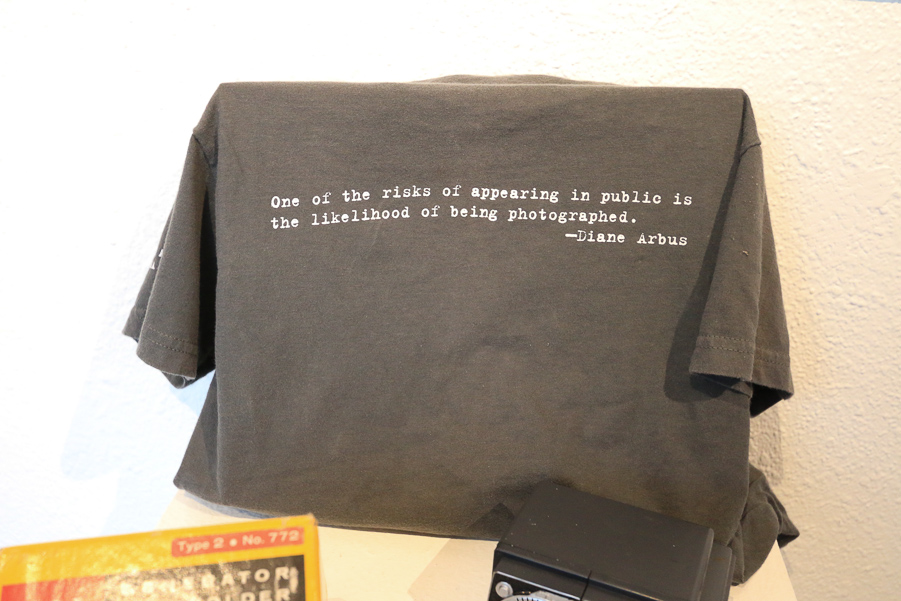 One of the risks of appearing in public is
the likelihood of being photographed.
—Diane Arbus
Type 2 • No. 772